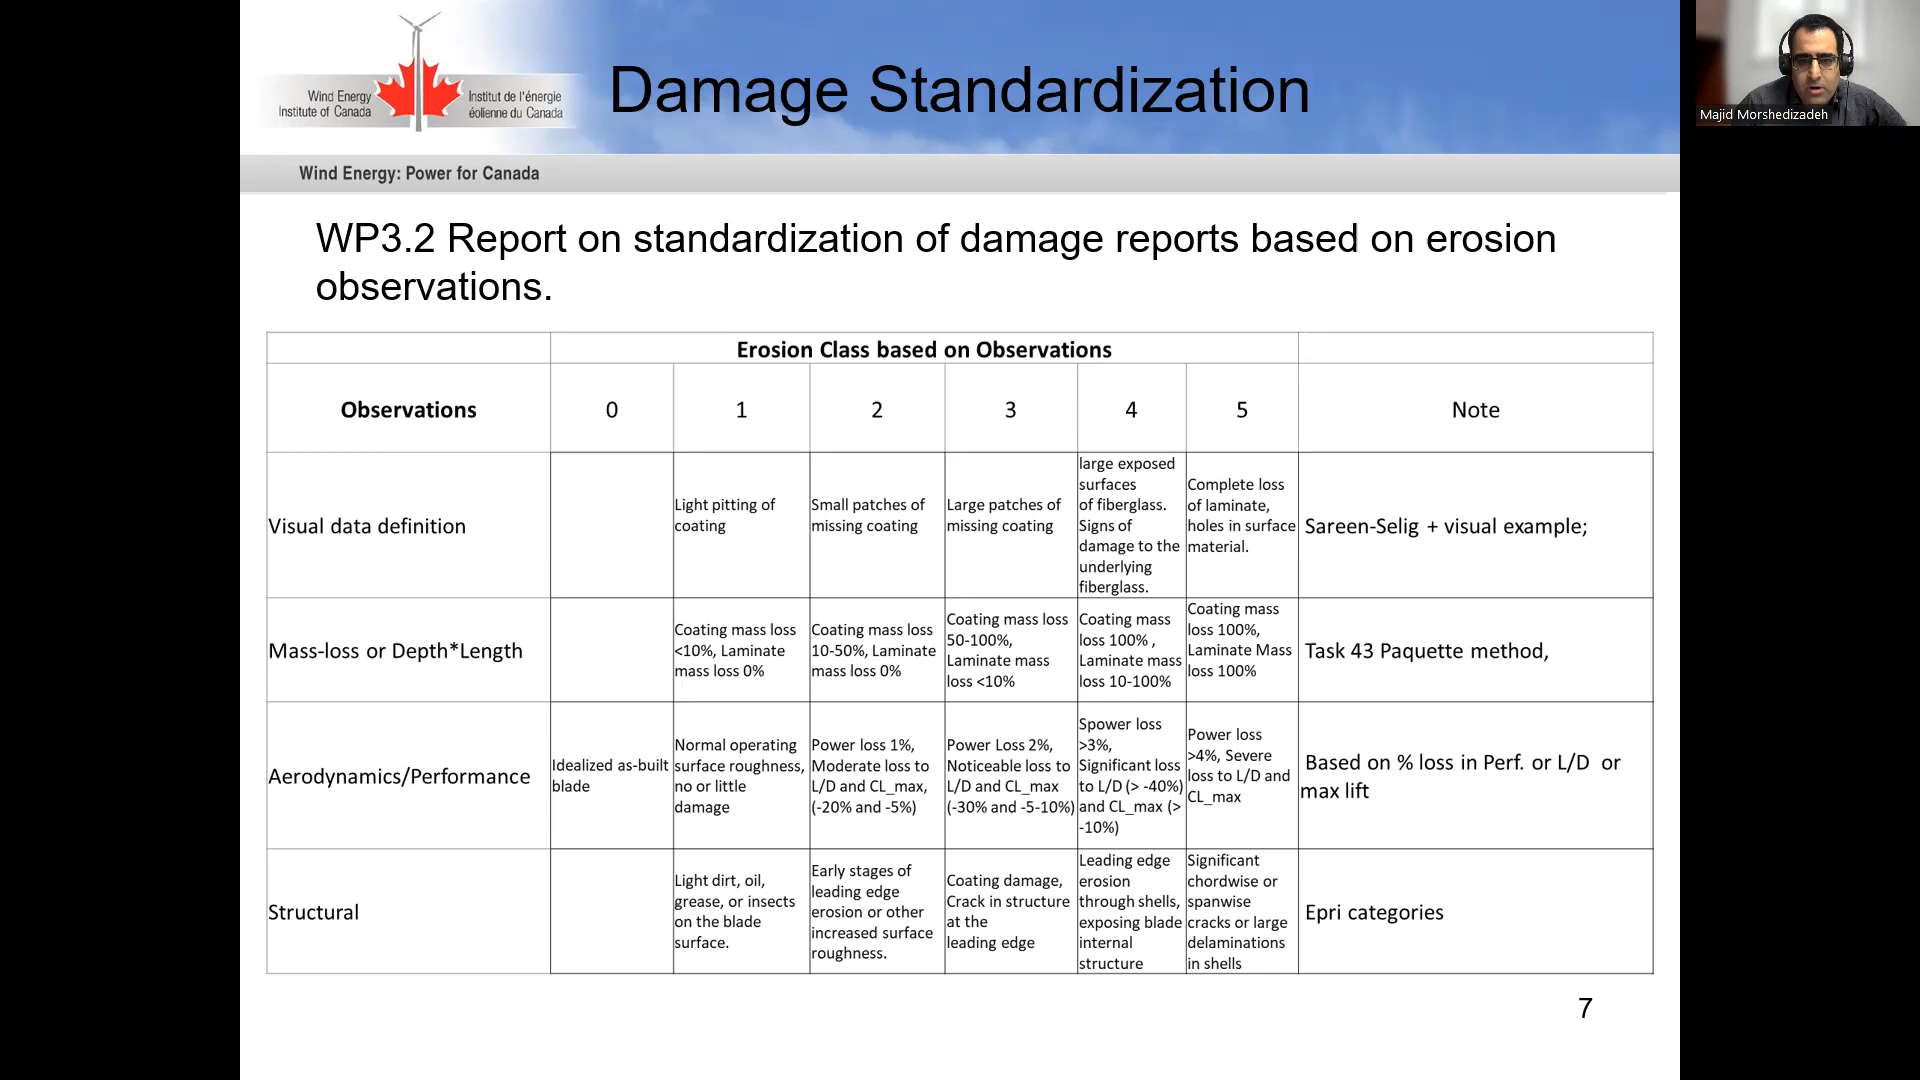 Wind Energy
Institute of Canada
Institut de l'énergie
éolienne du Canada
Damage Standardization
Majid Morshedizadeh
Wind Energy: Power for Canada
WP3.2 Report on standardization of damage reports based on erosion
observations.
Erosion Class based on Observations
Observations
0
1
2
3
4
5
Note
Visual data definition
Light pitting of
coating
Small patches of
missing coating
Large patches of
missing coating
large exposed
surfaces
of fiberglass.
Signs of
damage to the
underlying
fiberglass.
Complete loss
of laminate,
holes in surface
material.
Sareen-Selig + visual example;
Mass-loss or Depth*Length
Coating mass loss
<10%, Laminate
mass loss 0%
Coating mass loss
10-50%, Laminate
mass loss 0%
Coating mass loss
50-100%,
Laminate mass
loss <10%
Coating mass
loss 100% ,
Laminate mass
loss 10-100%
Coating mass
loss 100%,
Laminate Mass
loss 100%
Task 43 Paquette method,
Aerodynamics/Performance
Idealized as-built
blade
Normal operating
surface roughness,
no or little
damage
Power loss 1%,
Moderate loss to
L/D and CL_max,
(-20% and -5%)
Power Loss 2%,
Noticeable loss to
L/D and CL_max
(-30% and -5-10%)
Spower loss
>3%,
Significant loss
to L/D (> -40%)
and CL_max (>
-10%)
Power loss
>4%, Severe
loss to L/D and
CL_max
Based on % loss in Perf. or L/D or
max lift
Structural
Light dirt, oil,
grease, or insects
on the blade
surface.
Early stages of
leading edge
erosion or other
increased surface
roughness.
Coating damage,
Crack in structure
at the
leading edge
Leading edge
erosion
through shells,
exposing blade
internal
structure
Significant
chordwise or
spanwise
cracks or large
delaminations
in shells
Epri categories
7